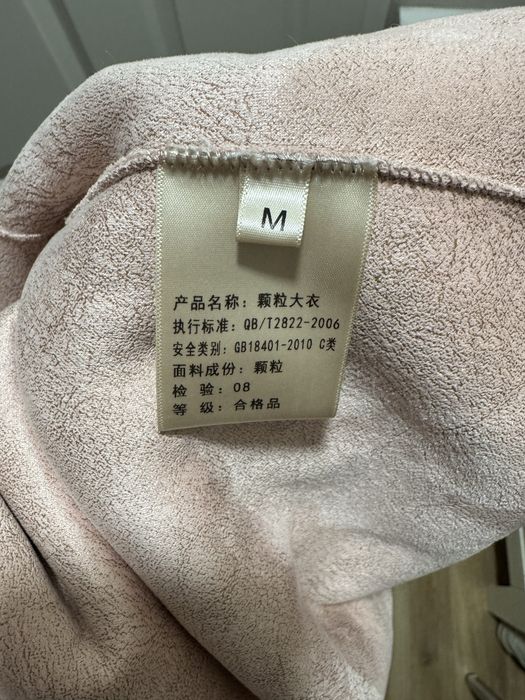 M
产品名称：颗粒大衣
执行标准：QB/T2822-2006
安全类别：GB18401-2010 C类
面料成份：颗粒
检 验：08
等 级：合格品